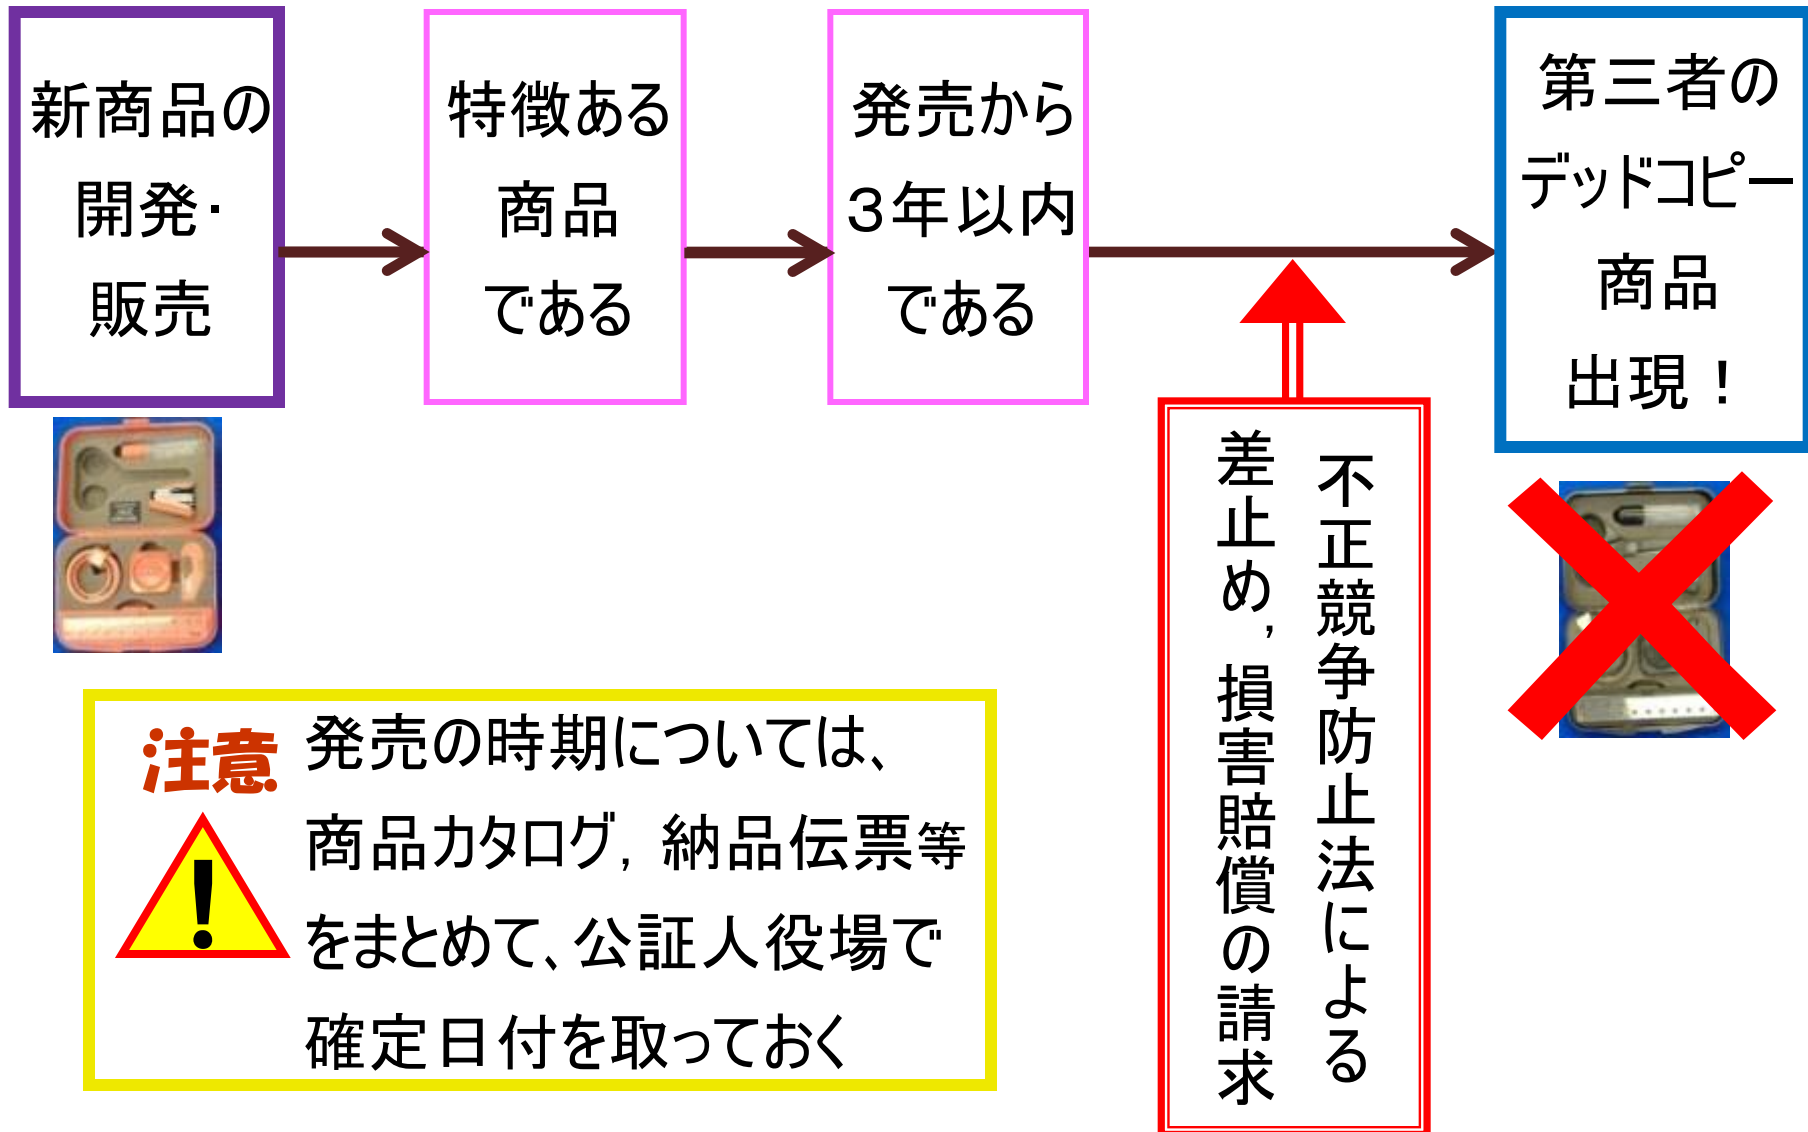 新商品の
開発・
販売
特徴ある
商品
である
発売から
３年以内
である
第三者の
デッドコピー
商品
出現！
不正競争防止法による
差止め，損害賠償の請求
注意
!
発売の時期については、
商品カタログ，納品伝票等
をまとめて、公証人役場で
確定日付を取っておく